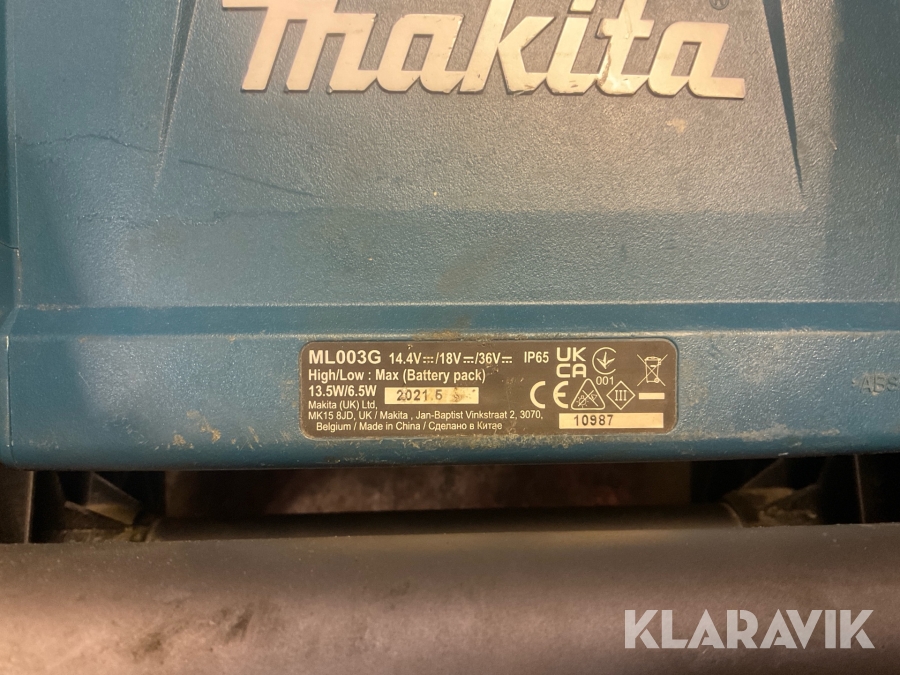 makita
ML003G 14.4V⎓/18V⎓/36V⎓ IP65 UK CA
High/Low : Max (Battery pack)
13.5W/6.5W 2021.5
001
CE III
Makita (UK) Ltd,
MK15 8JD, UK / Makita , Jan-Baptist Vinkstraat 2, 3070,
Belgium / Made in China / Сделано в Китае
10987
KLARAVIK